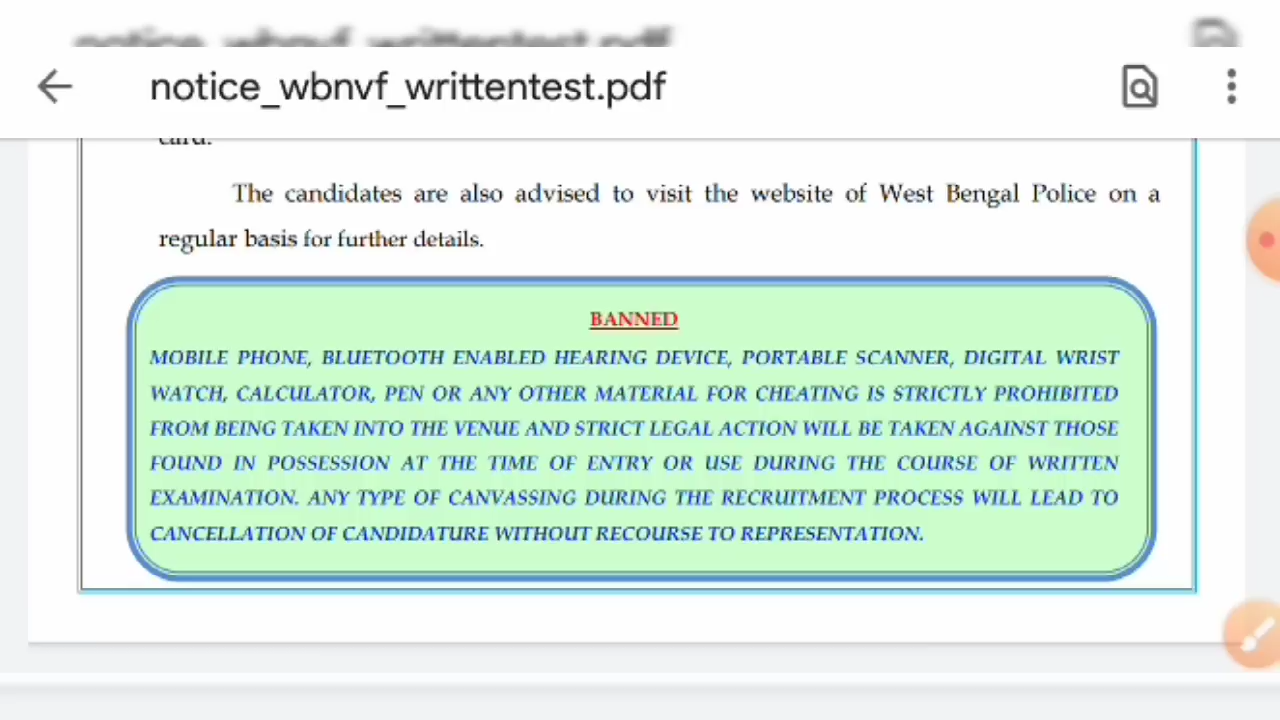 notice_wbnvf_writtentest.pdf
notice_wbnvf_writtentest.pdf
card.
The candidates are also advised to visit the website of West Bengal Police on a
regular basis for further details.
BANNED
MOBILE PHONE, BLUETOOTH ENABLED HEARING DEVICE, PORTABLE SCANNER, DIGITAL WRIST
WATCH, CALCULATOR, PEN OR ANY OTHER MATERIAL FOR CHEATING IS STRICTLY PROHIBITED
FROM BEING TAKEN INTO THE VENUE AND STRICT LEGAL ACTION WILL BE TAKEN AGAINST THOSE
FOUND IN POSSESSION AT THE TIME OF ENTRY OR USE DURING THE COURSE OF WRITTEN
EXAMINATION. ANY TYPE OF CANVASSING DURING THE RECRUITMENT PROCESS WILL LEAD TO
CANCELLATION OF CANDIDATURE WITHOUT RECOURSE TO REPRESENTATION.